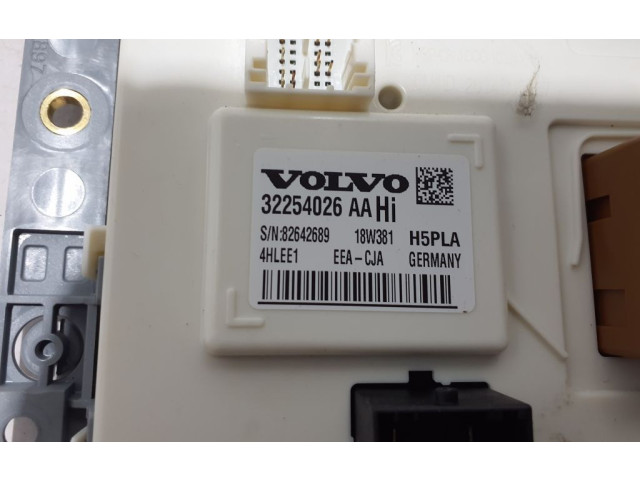 VOLVO
32254026 AA Hi
S/N:82642689 18W381 H5PLA
4HLEE1 EEA-CJA GERMANY